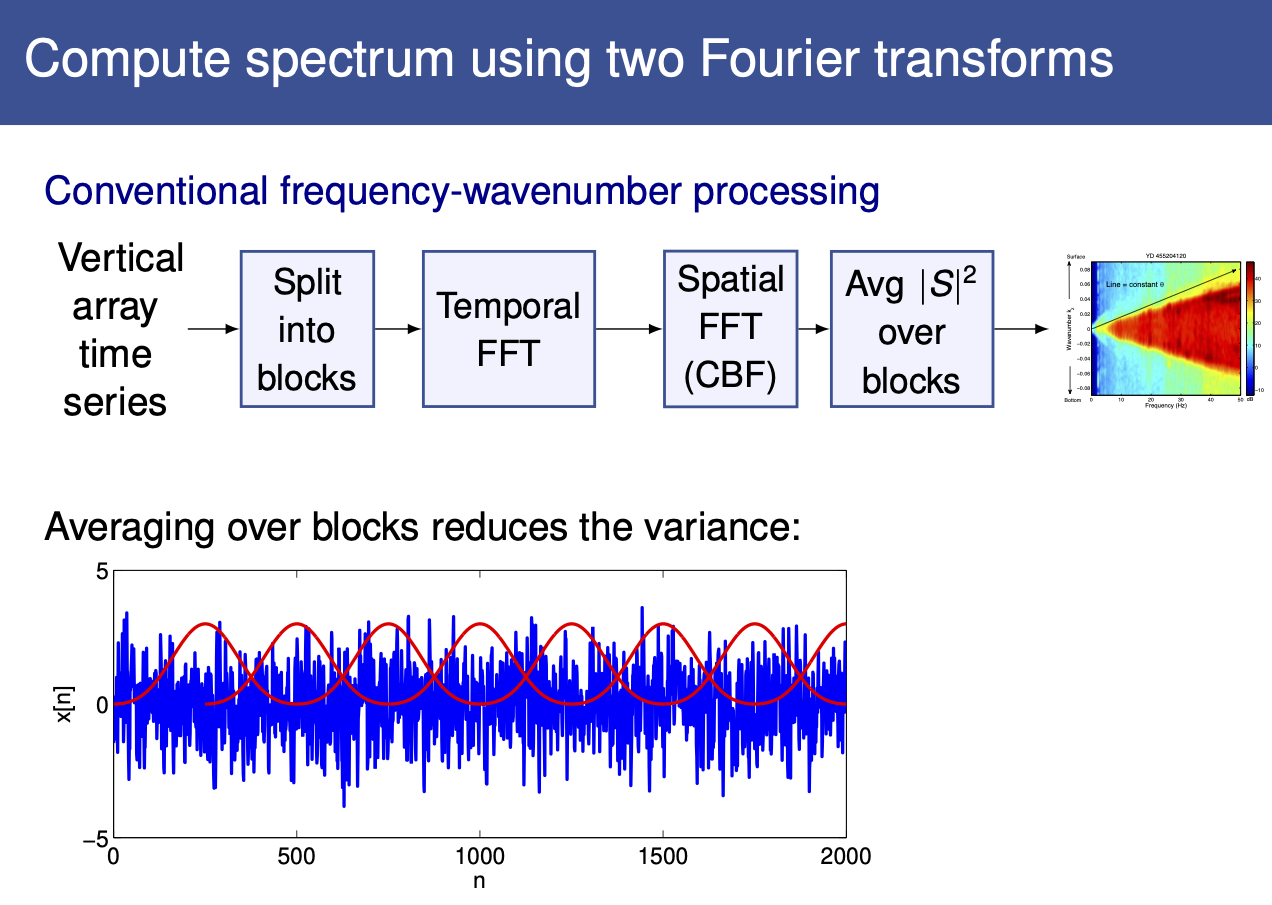 Compute spectrum using two Fourier transforms
Conventional frequency-wavenumber processing
Vertical
array
time
series
Split
into
blocks
Temporal
FFT
Spatial
FFT
(CBF)
Avg |S|²
over
blocks
YD 455204120
Surface
Wavenumber k
Bottom
0.08
0.06
0.04
0.02
0
−0.02
−0.04
−0.06
−0.08
Line = constant θ
0 10 20 30 40 50
Frequency (Hz)
40
30
20
10
0
−10
dB
Averaging over blocks reduces the variance:
x[n]
5
0
−5
0 500 1000 1500 2000
n